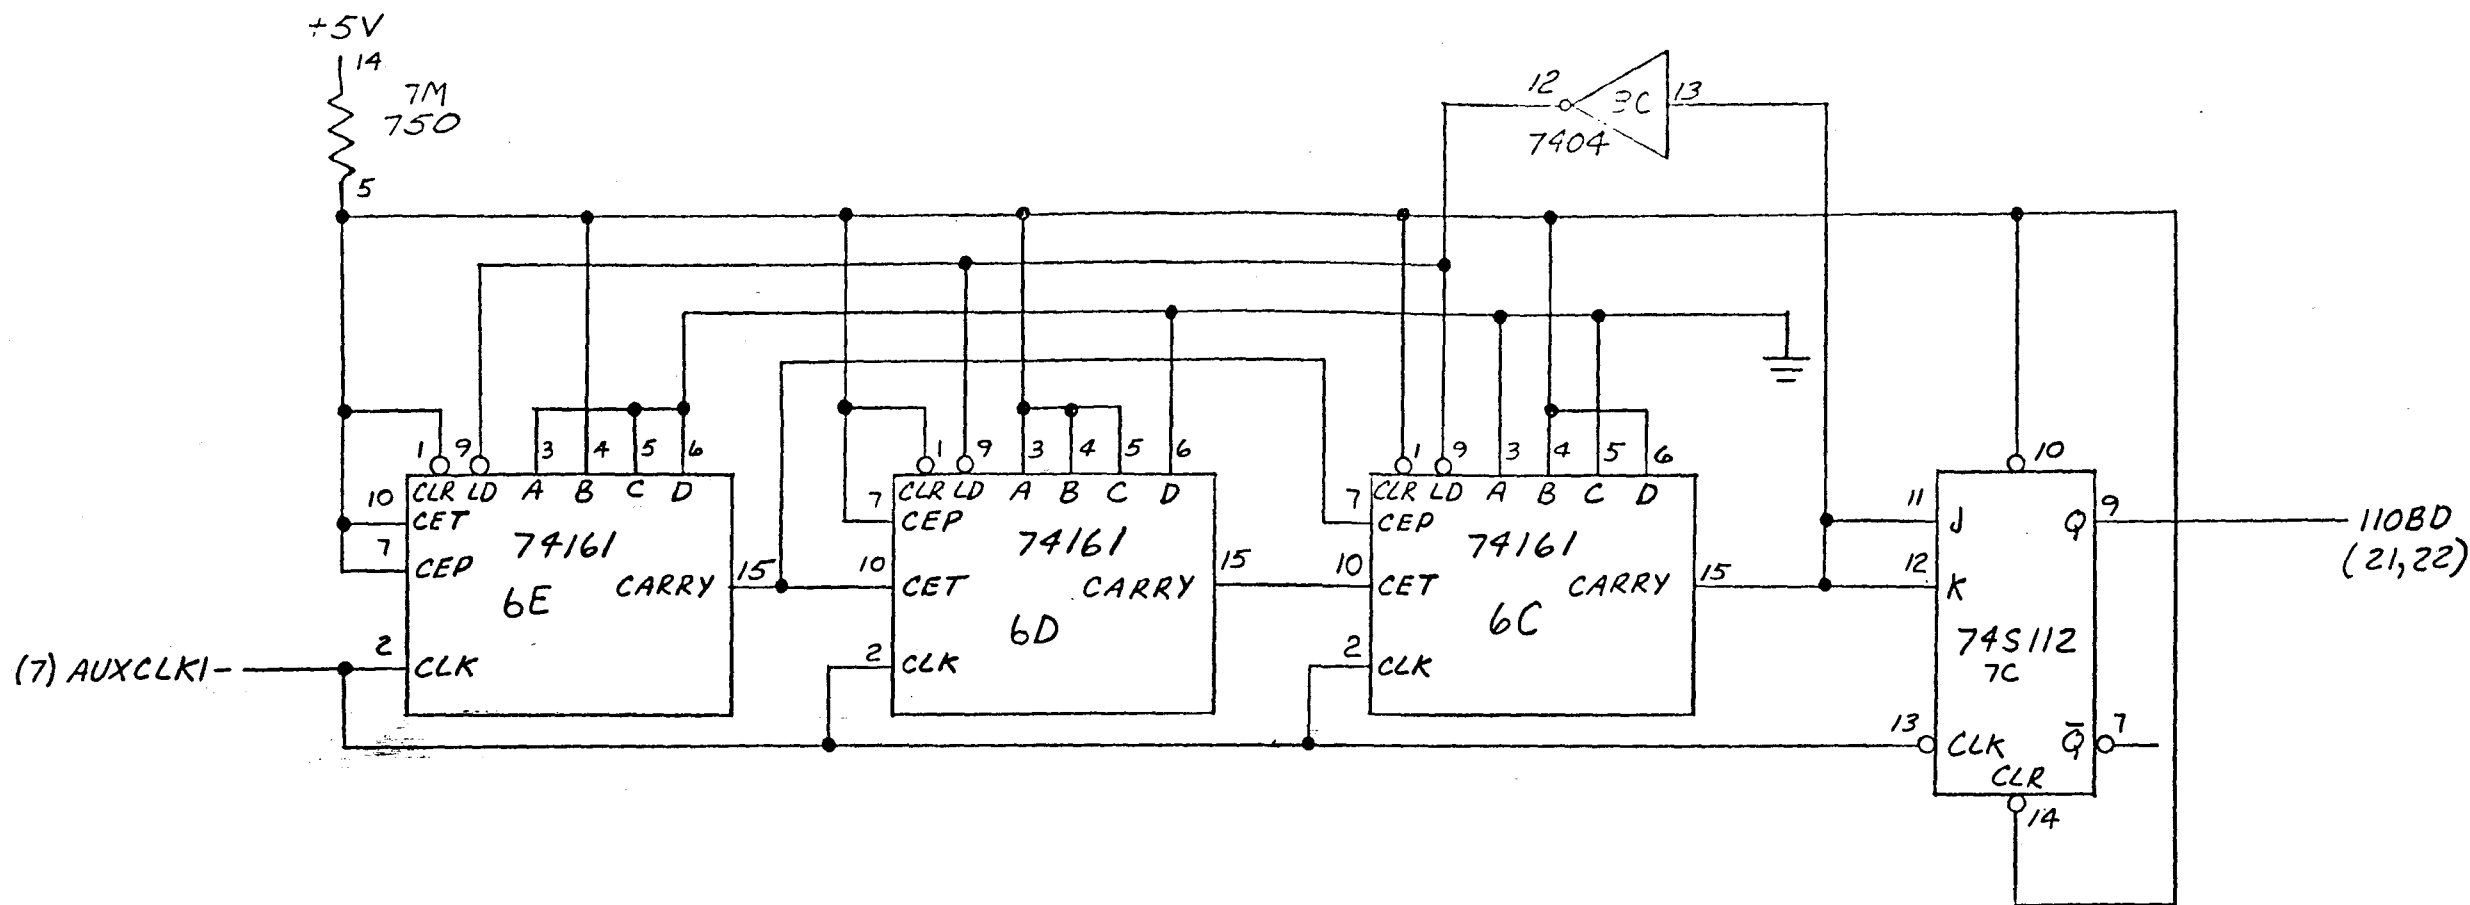 +5V
14
7M
750
5
12
3C
13
7404
1 9 3 4 5 6
CLR LD A B C D
10
CET
7
CEP
74161
6E
CARRY
15
2
CLK
(7) AUXCLK1-
1 9 3 4 5 6
CLR LD A B C D
7
CEP
74161
10
CET
CARRY
15
6D
2
CLK
1 9 3 4 5 6
CLR LD A B C D
7
CEP
74161
10
CET
CARRY
15
6C
2
CLK
10
11
J
Q
9
110BD
(21,22)
12
K
74S112
7C
13
CLK
Q̅
7
CLR
14